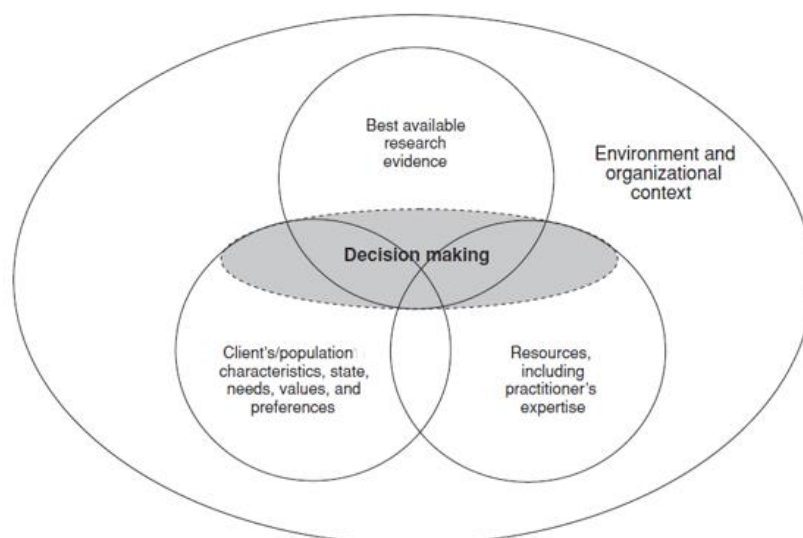 Best available
research
evidence
Environment and
organizational
context
Decision making
Client's/population
characteristics, state,
needs, values, and
preferences
Resources,
including
practitioner's
expertise